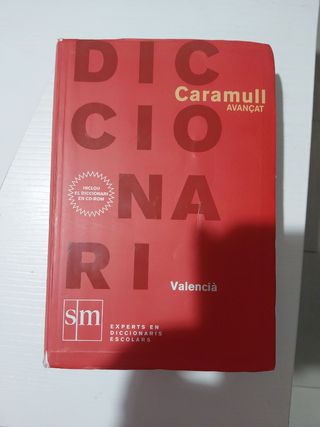 DIC
Caramull
AVANÇAT
CIO
INCLOU
EL DICCIONARI
EN CD-ROM
NA
RI
Valencià
sm
EXPERTS EN
DICCIONARIS
ESCOLARS